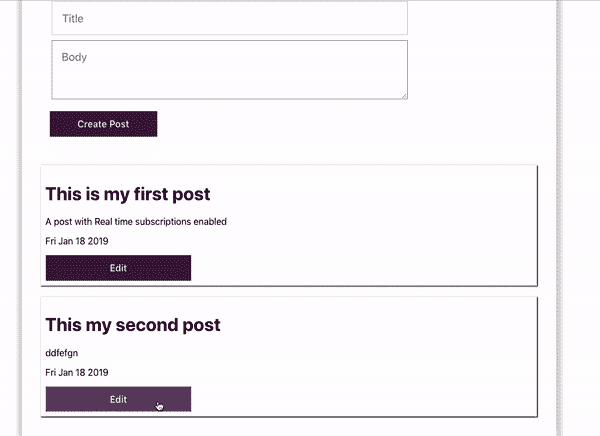 Title
Body
Create Post
This is my first post
A post with Real time subscriptions enabled
Fri Jan 18 2019
Edit
This my second post
ddfefgn
Fri Jan 18 2019
Edit